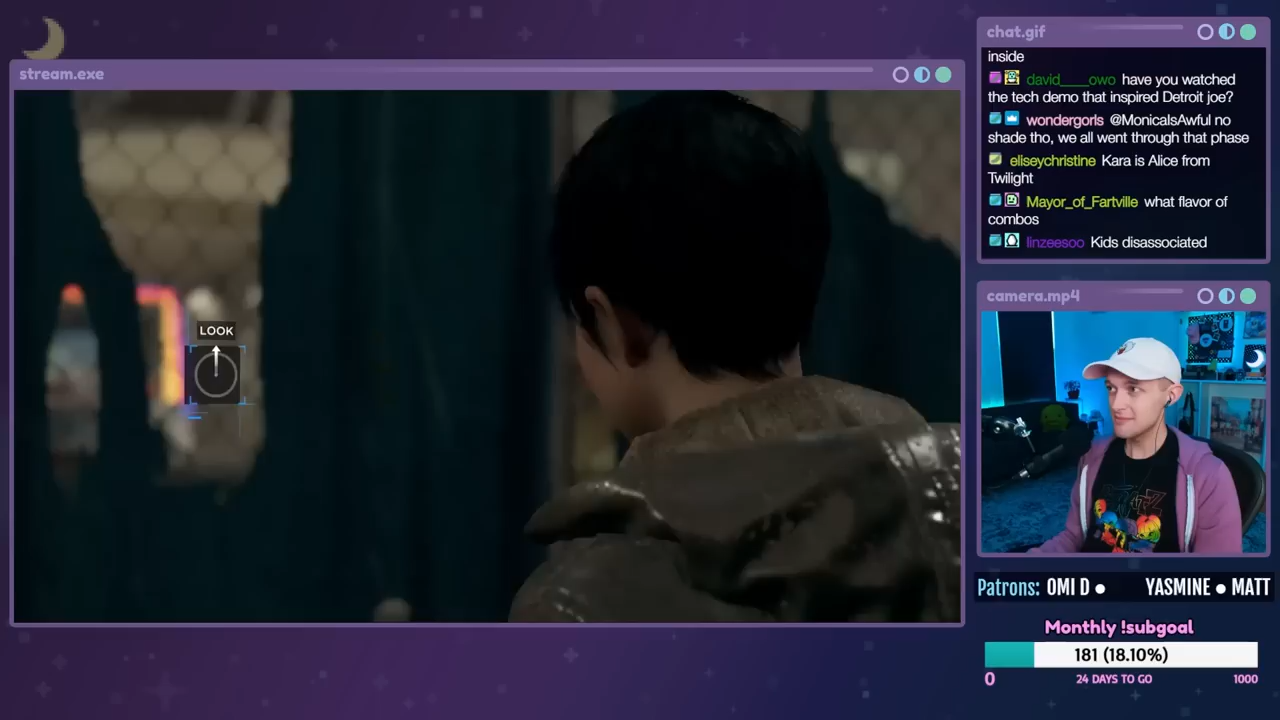 stream.exe
LOOK
chat.gif
inside
david____owo have you watched
the tech demo that inspired Detroit joe?
wondergorls @MonicaIsAwful no
shade tho, we all went through that phase
eliseychristine Kara is Alice from
Twilight
Mayor_of_Fartville what flavor of
combos
linzeesoo Kids disassociated
camera.mp4
Patrons: OMI D ● YASMINE ● MATT
Monthly !subgoal
181 (18.10%)
0 24 DAYS TO GO 1000